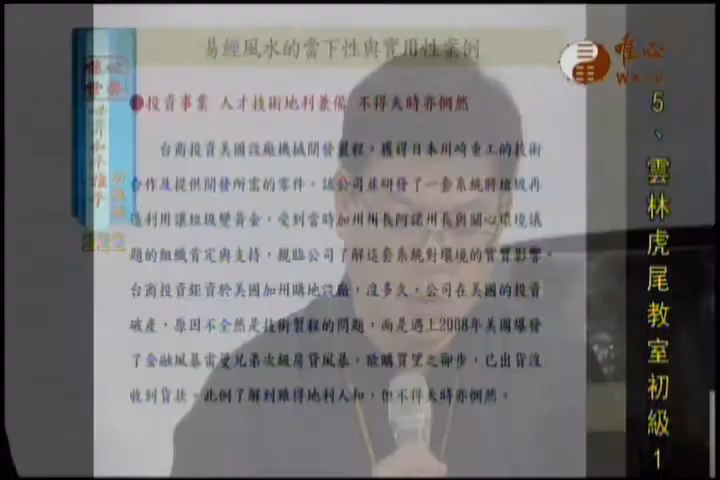 易經風水的當下性與實用性案例
投資事業 人才技術地利兼備 不得天時亦惘然
台商投資美國設廠機械開發製程，獲得日本川崎重工的技術
合作及提供開發所需的零件。該公司並研發了一套系統將垃圾再
造利用讓垃圾變黃金，受到當時加州州長阿諾州長與關心環境議
題的組織肯定與支持，親臨公司了解這套系統對環境的實質影響。
台商投資鉅資於美國加州購地設廠，沒多久，公司在美國的投資
破產，原因不全然是技術製程的問題，而是遇上2008年美國爆發
了金融風暴雷曼兄弟次級房貸風暴，欲購買望之卻步，已出貨沒
收到貨款。此例了解到雖得地利人和，但不得天時亦惘然。
唯心
5、雲林虎尾教室初級1